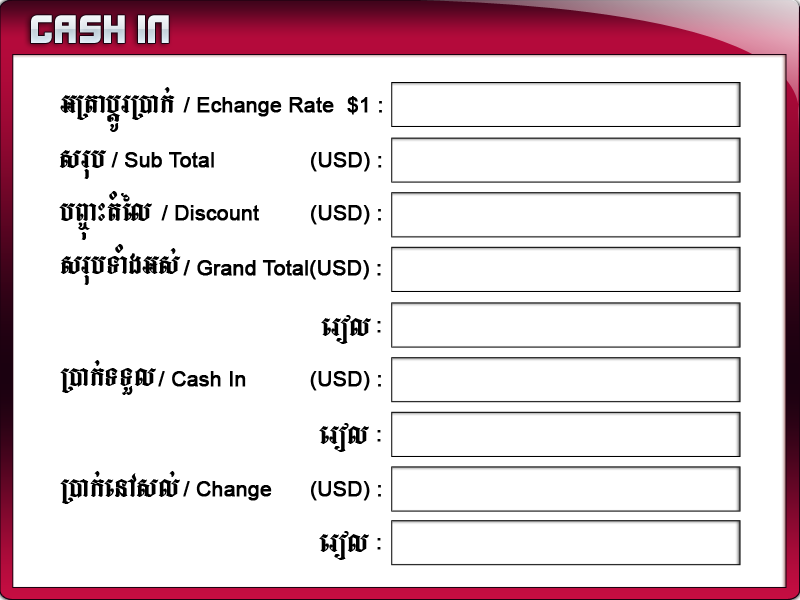 CASH IN
អត្រាប្តូរប្រាក់ / Echange Rate $1 :
សរុប / Sub Total (USD) :
បញ្ចុះតំលៃ / Discount (USD) :
សរុបទាំងអស់ / Grand Total(USD) :
រៀល :
ប្រាក់ទទួល / Cash In (USD) :
រៀល :
ប្រាក់នៅសល់ / Change (USD) :
រៀល :